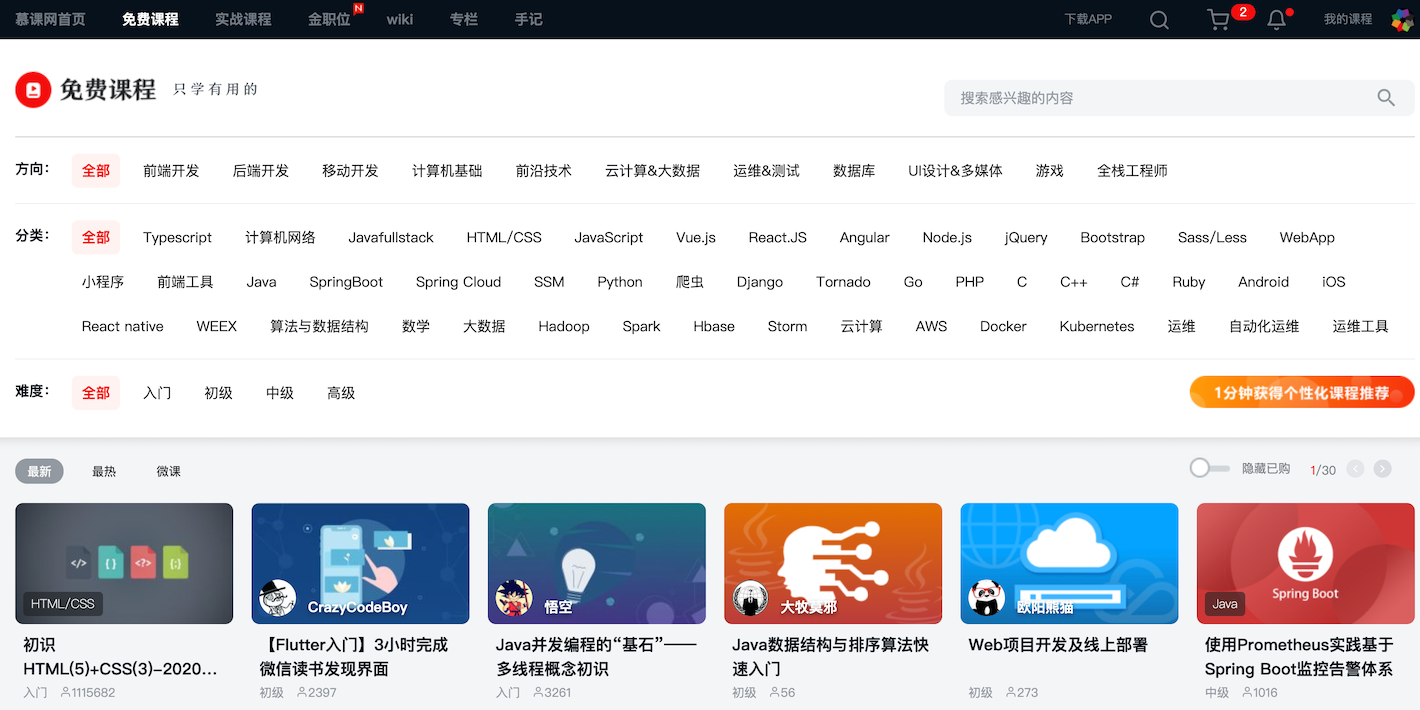 慕课网首页 免费课程 实战课程 金职位 N wiki 专栏 手记 下载APP 2 我的课程
免费课程 只学有用的
搜索感兴趣的内容
方向: 全部 前端开发 后端开发 移动开发 计算机基础 前沿技术 云计算&大数据 运维&测试 数据库 UI设计&多媒体 游戏 全栈工程师
分类: 全部 Typescript 计算机网络 Javafullstack HTML/CSS JavaScript Vue.js React.JS Angular Node.js jQuery Bootstrap Sass/Less WebApp
小程序 前端工具 Java SpringBoot Spring Cloud SSM Python 爬虫 Django Tornado Go PHP C C++ C# Ruby Android iOS
React native WEEX 算法与数据结构 数学 大数据 Hadoop Spark Hbase Storm 云计算 AWS Docker Kubernetes 运维 自动化运维 运维工具
难度: 全部 入门 初级 中级 高级 1分钟获得个性化课程推荐
最新 最热 微课 隐藏已购 1/30
</> {} <?> {;}
HTML/CSS
初识
HTML(5)+CSS(3)-2020...
入门 1115682
CrazyCodeBoy
【Flutter入门】3小时完成
微信读书发现界面
初级 2397
悟空
Java并发编程的“基石”——
多线程概念初识
入门 3261
大牧莫邪
Java数据结构与排序算法快
速入门
初级 56
欧阳熊猫
Web项目开发及线上部署
初级 273
Spring Boot
Java
使用Prometheus实践基于
Spring Boot监控告警体系
中级 1016